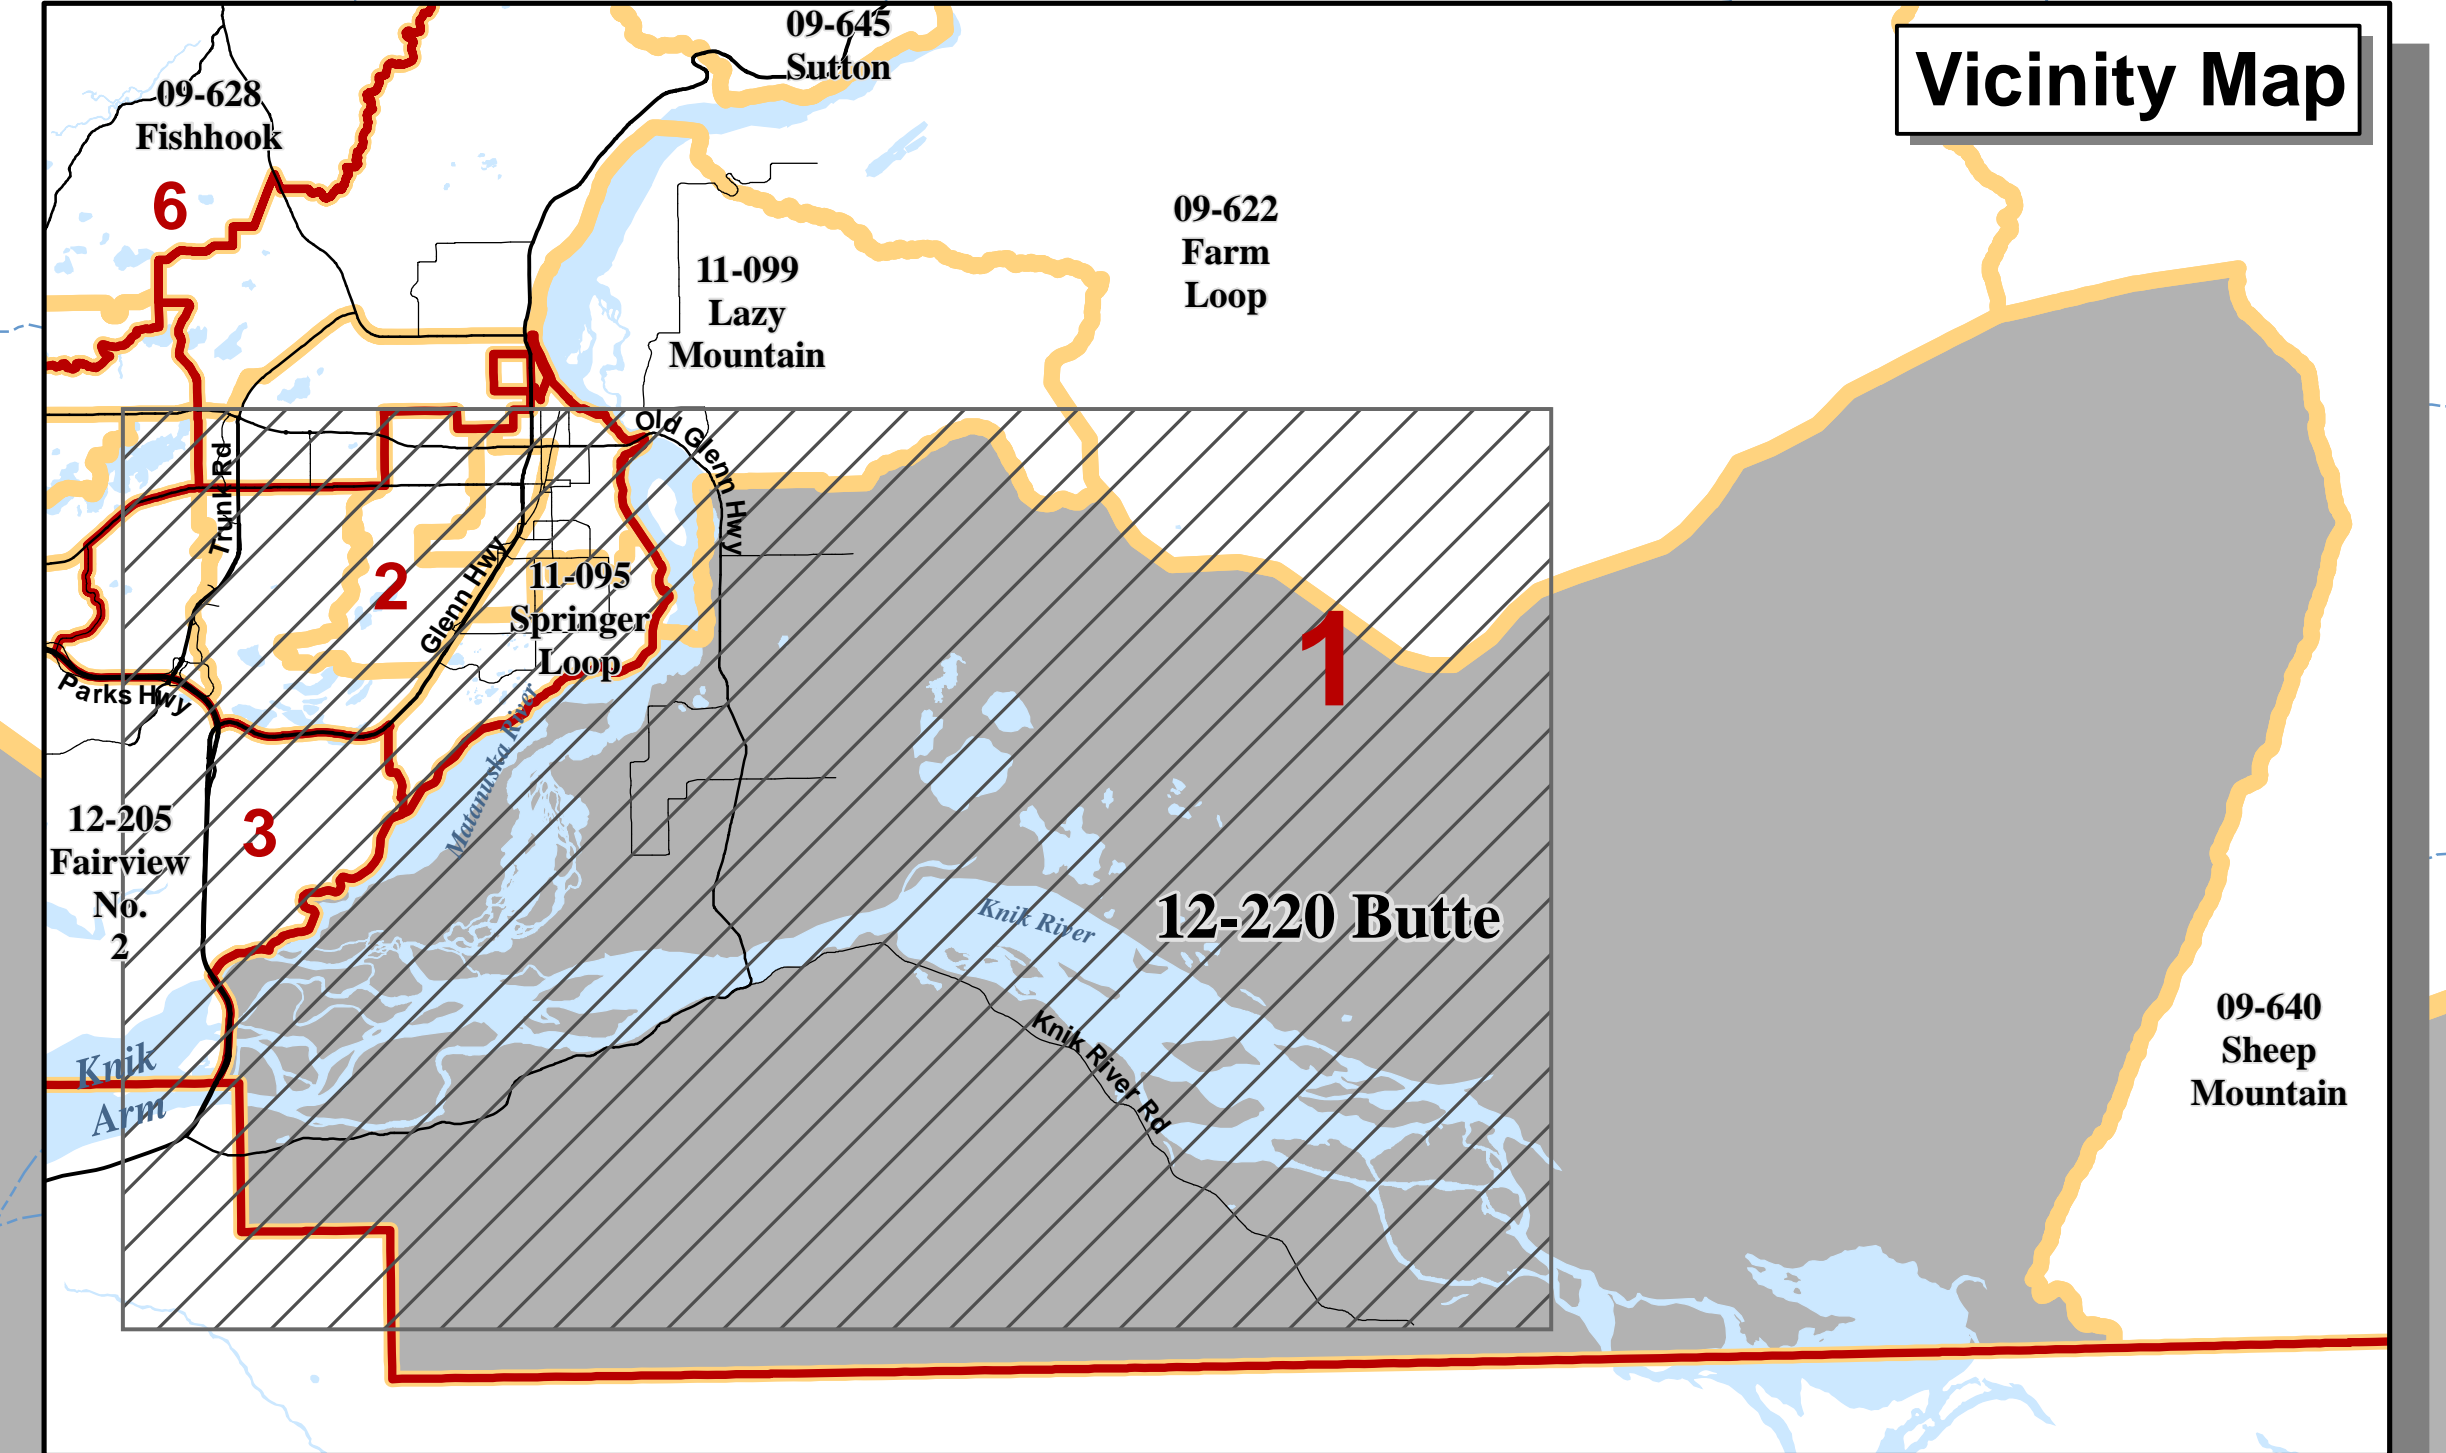 09-645
Sutton
Vicinity Map
09-628
Fishhook
6
09-622
Farm
Loop
11-099
Lazy
Mountain
Old Glenn Hwy
Trunk Rd
2
Glenn Hwy
11-095
Springer
Loop
1
Parks Hwy
Matanuska River
12-205
Fairview
No.
2
3
Knik River
12-220 Butte
Knik River Rd
Knik
Arm
09-640
Sheep
Mountain